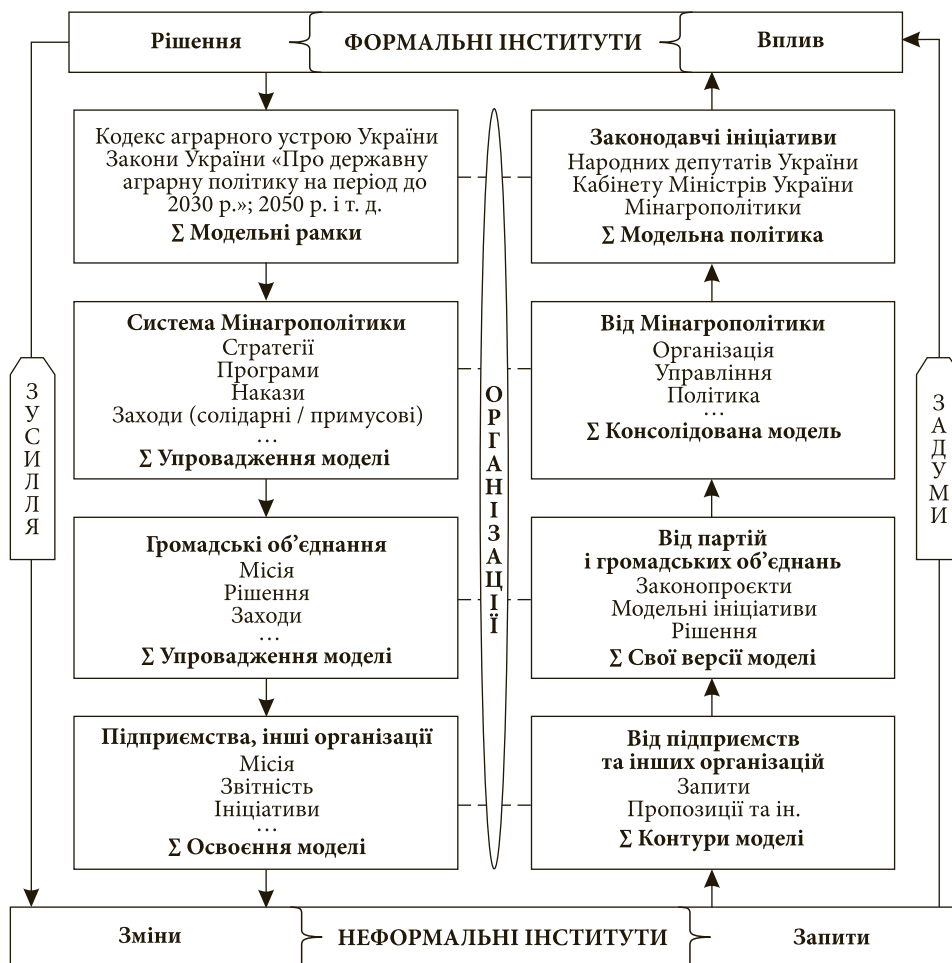 Рішення
ФОРМАЛЬНІ ІНСТИТУТИ
Вплив
Кодекс аграрного устрою України
Закони України «Про державну
аграрну політику на період до
2030 р.»; 2050 р. і т. д.
Σ Модельні рамки
Законодавчі ініціативи
Народних депутатів України
Кабінету Міністрів України
Мінагрополітики
Σ Модельна політика
Система Мінагрополітики
Стратегії
Програми
Накази
Заходи (солідарні / примусові)
…
Σ Упровадження моделі
Від Мінагрополітики
Організація
Управління
Політика
…
Σ Консолідована модель
ЗУСИЛЛЯ
ОРГАНІЗАЦІЇ
ЗАДУМИ
Громадські об’єднання
Місія
Рішення
Заходи
…
Σ Упровадження моделі
Від партій
і громадських об’єднань
Законопроєкти
Модельні ініціативи
Рішення
Σ Свої версії моделі
Підприємства, інші організації
Місія
Звітність
Ініціативи
…
Σ Освоєння моделі
Від підприємств
та інших організацій
Запити
Пропозиції та ін.
Σ Контури моделі
Зміни
НЕФОРМАЛЬНІ ІНСТИТУТИ
Запити